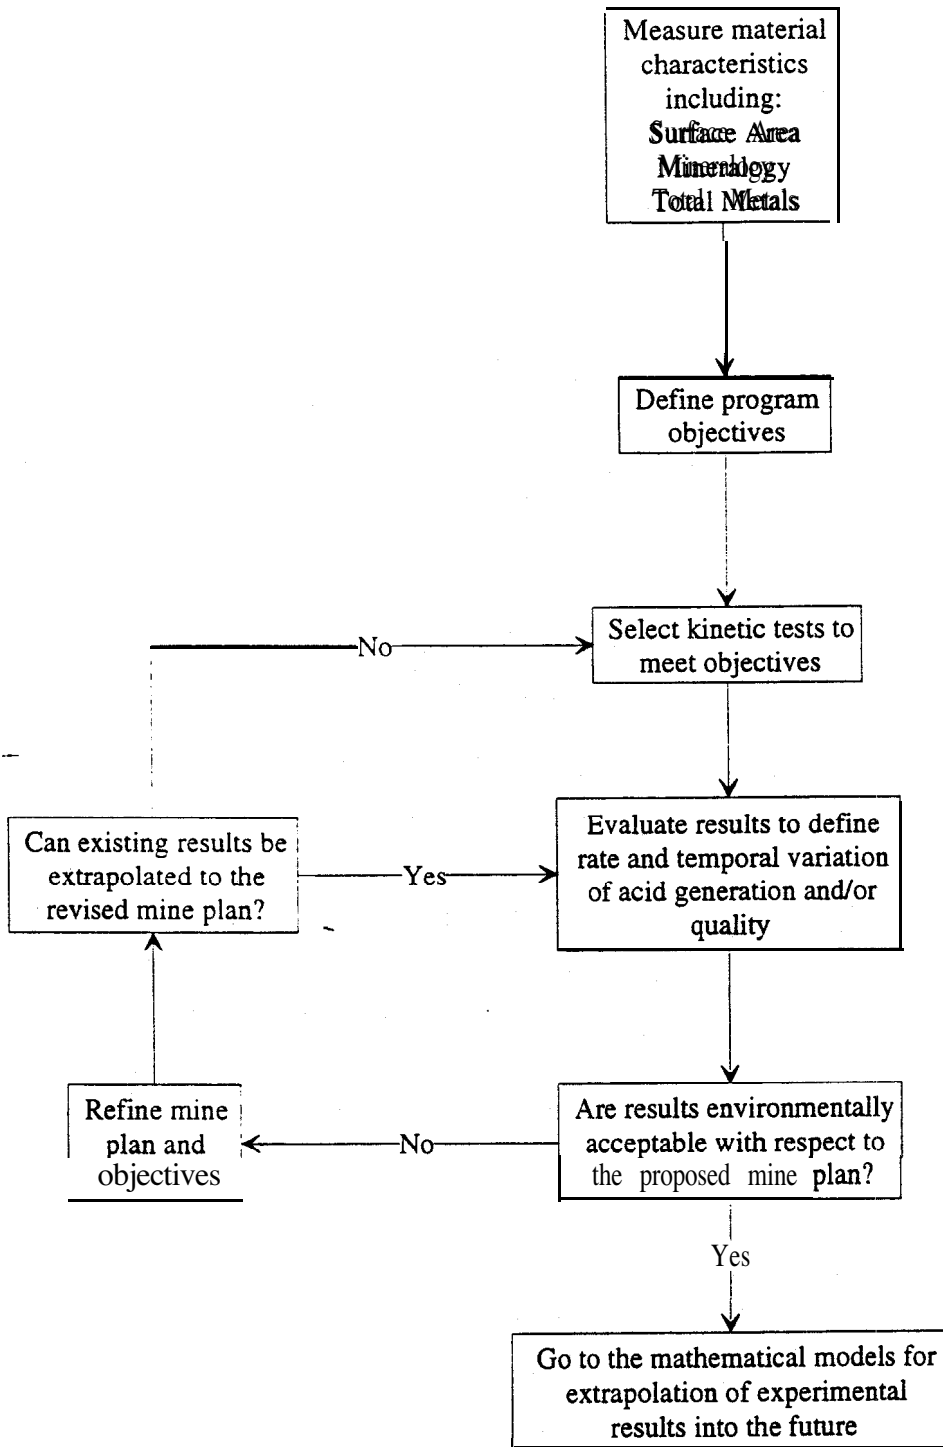 Measure material
characteristics
including:
Surface Area
Mineralogy
Total Metals
Define program
objectives
Select kinetic tests to
meet objectives
No
Can existing results be
extrapolated to the
revised mine plan?
Yes
Evaluate results to define
rate and temporal variation
of acid generation and/or
quality
Refine mine
plan and
objectives
No
Are results environmentally
acceptable with respect to
the proposed mine plan?
Yes
Go to the mathematical models for
extrapolation of experimental
results into the future